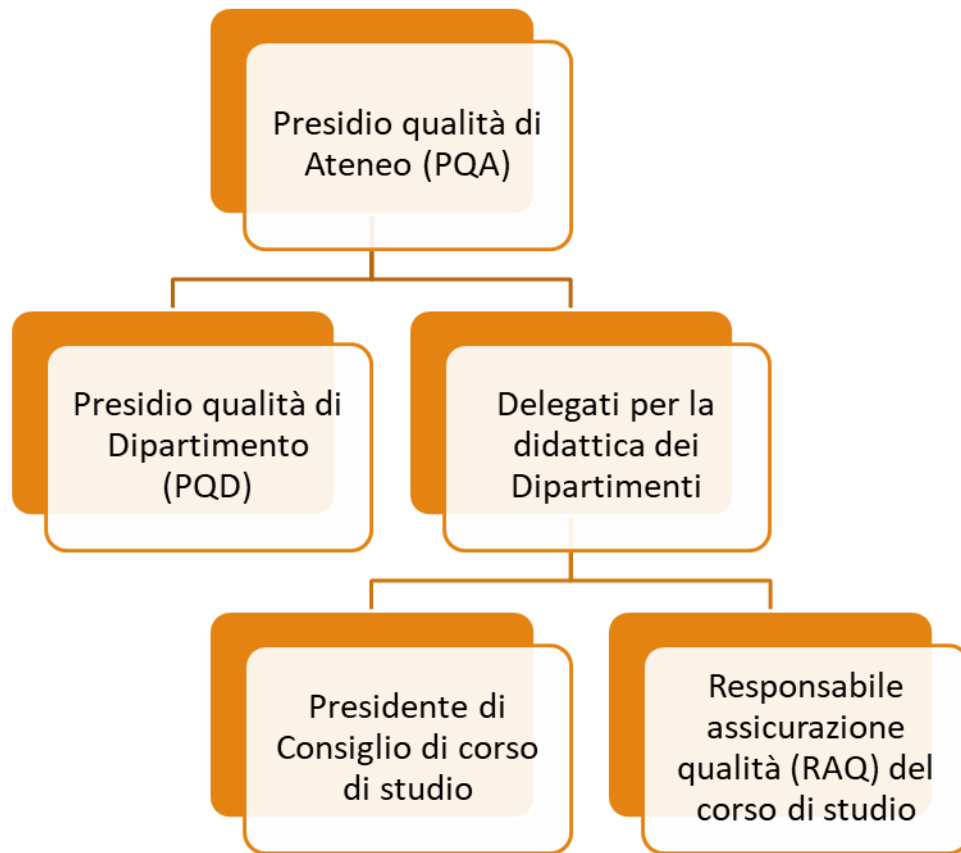 Presidio qualità di
Ateneo (PQA)
Presidio qualità di
Dipartimento
(PQD)
Delegati per la
didattica dei
Dipartimenti
Presidente di
Consiglio di corso
di studio
Responsabile
assicurazione
qualità (RAQ) del
corso di studio